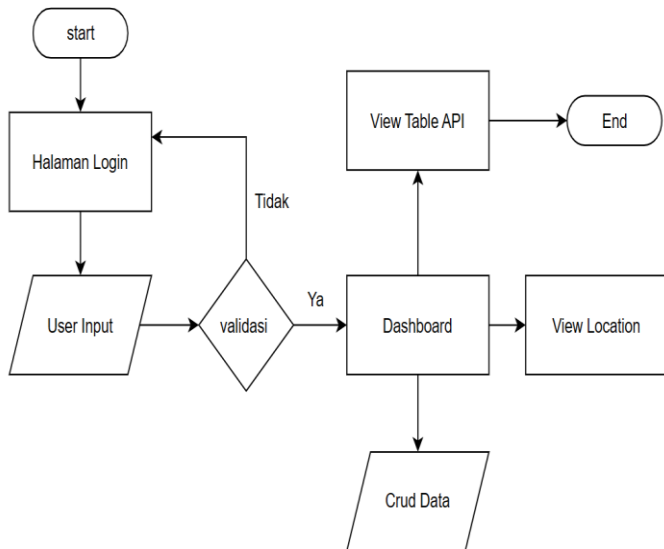 start
Halaman Login
Tidak
User Input
validasi
Ya
Dashboard
View Table API
End
View Location
Crud Data